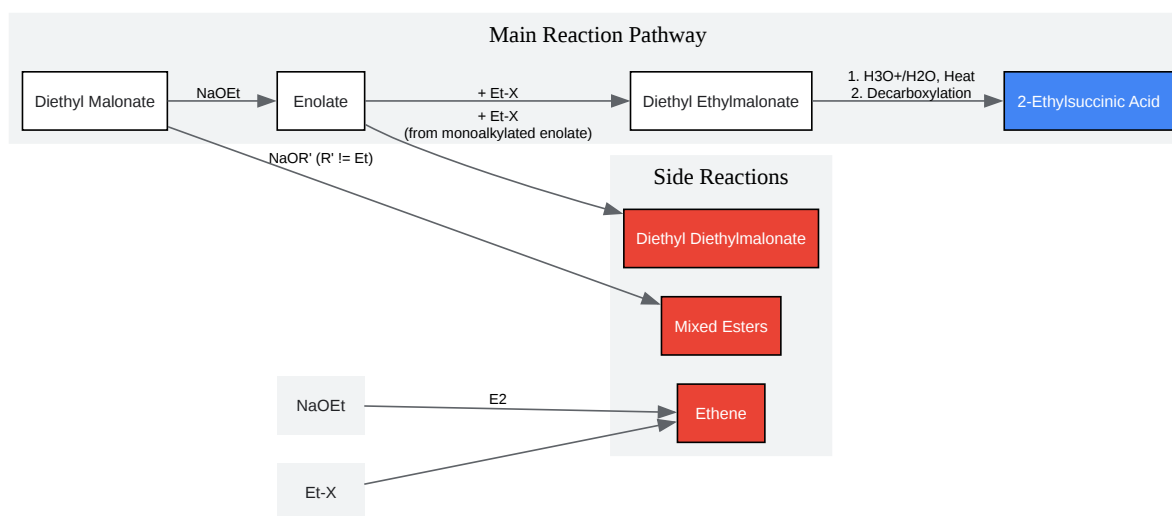 Main Reaction Pathway
Diethyl Malonate
NaOEt
Enolate
+ Et-X
+ Et-X
(from monoalkylated enolate)
Diethyl Ethylmalonate
1. H3O+/H2O, Heat
2. Decarboxylation
2-Ethylsuccinic Acid
NaOR' (R' != Et)
Side Reactions
Diethyl Diethylmalonate
Mixed Esters
NaOEt
E2
Ethene
Et-X